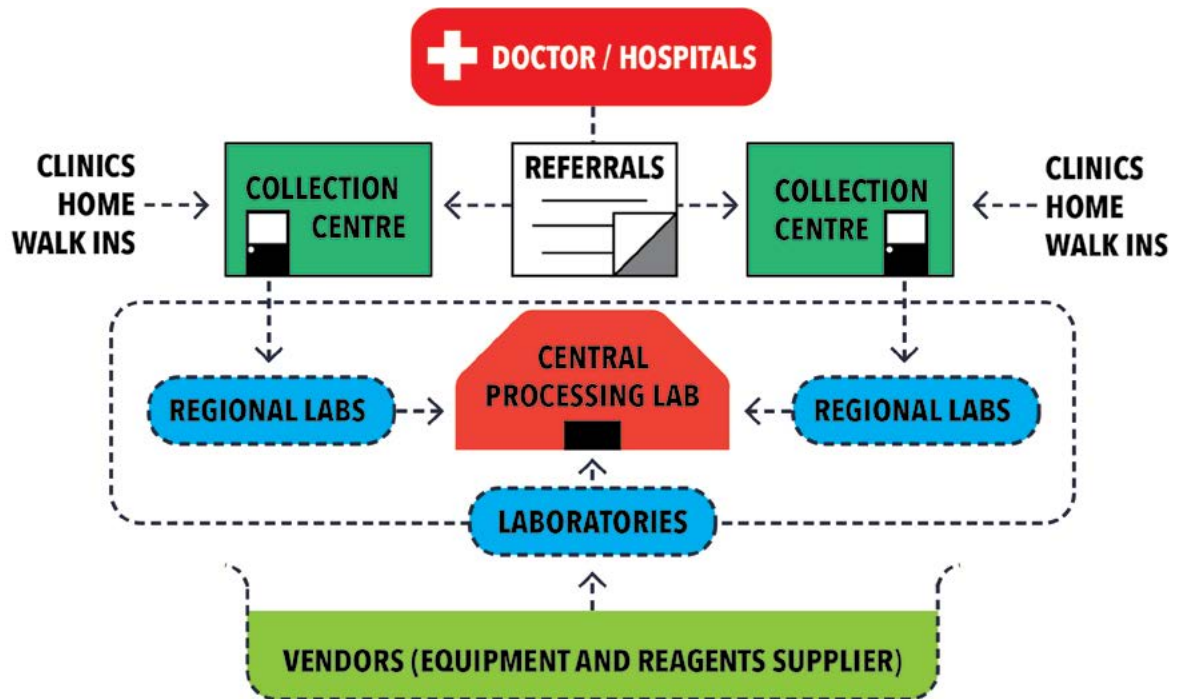 DOCTOR / HOSPITALS
CLINICS
HOME
WALK INS
COLLECTION
CENTRE
REFERRALS
COLLECTION
CENTRE
CLINICS
HOME
WALK INS
CENTRAL
PROCESSING LAB
REGIONAL LABS
REGIONAL LABS
LABORATORIES
VENDORS (EQUIPMENT AND REAGENTS SUPPLIER)